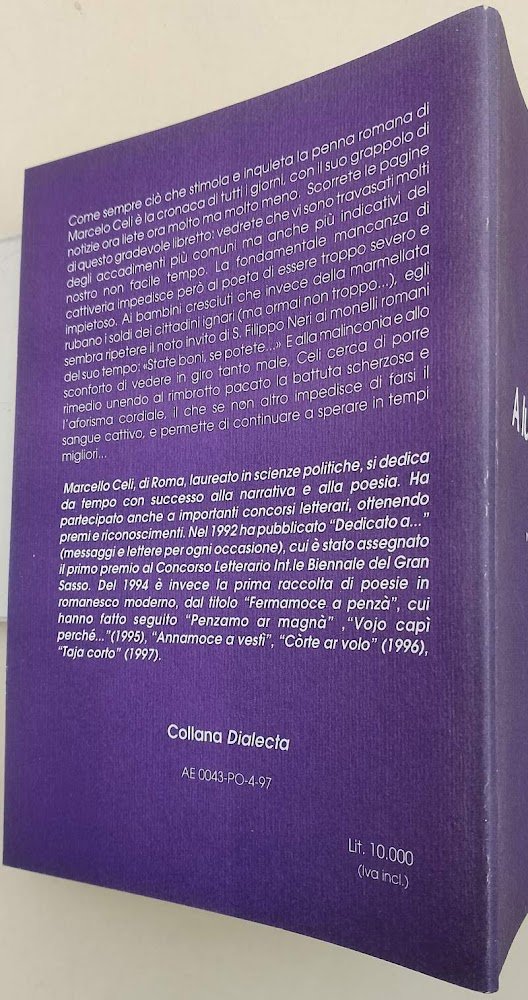 Come sempre ciò che stimola e inquieta la penna romana di
Marcelo Celi è la cronaca di tutti i giorni, con il suo grappolo di
notizie ora liete ora molto ma molto meno. Scorrete le pagine
di questo gradevole libretto: vedrete che vi sono travasati molti
degli accadimenti più comuni ma anche più indicativi del
nostro non facile tempo. La fondamentale mancanza di
cattiveria impedisce però al poeta di essere troppo severo e
impietoso. Ai bambini cresciuti che invece della marmellata
rubano i soldi dei cittadini ignari (ma ormai non troppo...), egli
sembra ripetere il noto invito di S. Filippo Neri ai monelli romani
del suo tempo: «State boni, se potete...» E alla malinconia e allo
sconforto di vedere in giro tanto male, Celi cerca di porre
rimedio unendo al rimbrotto pacato la battuta scherzosa e
l'aforisma cordiale, il che se non altro impedisce di farsi il
sangue cattivo, e permette di continuare a sperare in tempi
migliori...
Marcello Celi, di Roma, laureato in scienze politiche, si dedica
da tempo con successo alla narrativa e alla poesia. Ha
partecipato anche a importanti concorsi letterari, ottenendo
premi e riconoscimenti. Nel 1992 ha pubblicato "Dedicato a..."
(messaggi e lettere per ogni occasione), cui è stato assegnato
il primo premio al Concorso Letterario Int.le Biennale del Gran
Sasso. Del 1994 è invece la prima raccolta di poesie in
romanesco moderno, dal titolo "Fermamoce a penzà", cui
hanno fatto seguito "Penzamo ar magnà" ,"Vojo capì
perché..."(1995), "Annamoce a vestì", "Còrte ar volo" (1996),
"Taja corto" (1997).
Collana Dialecta
AE 0043-PO-4-97
Lit. 10.000
(Iva incl.)